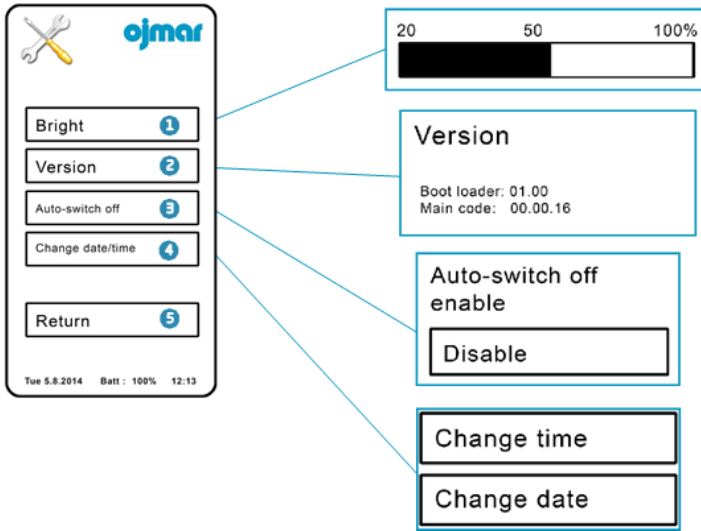 ojmar
Bright 1
Version 2
Auto-switch off 3
Change date/time 4
Return 5
Tue 5.8.2014 Batt : 100% 12:13
20 50 100%
Version
Boot loader: 01.00
Main code: 00.00.16
Auto-switch off
enable
Disable
Change time
Change date